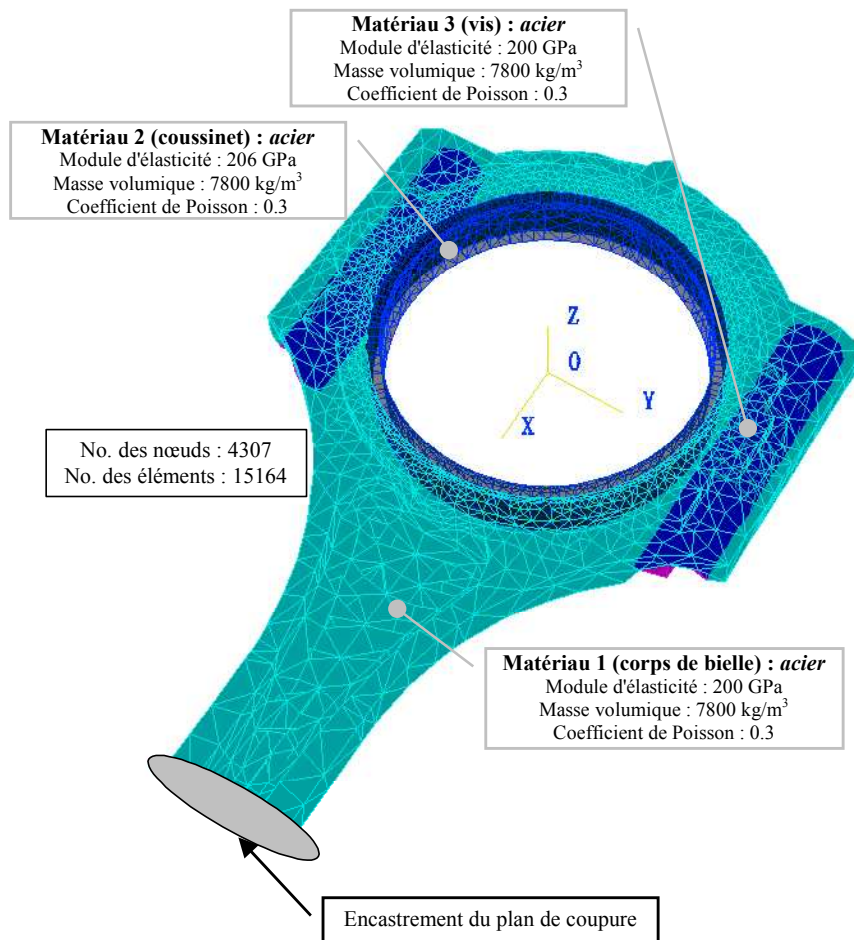 Matériau 3 (vis) : acier
Module d'élasticité : 200 GPa
Masse volumique : 7800 kg/m³
Coefficient de Poisson : 0.3
Matériau 2 (coussinet) : acier
Module d'élasticité : 206 GPa
Masse volumique : 7800 kg/m³
Coefficient de Poisson : 0.3
Z
O
Y
X
No. des nœuds : 4307
No. des éléments : 15164
Matériau 1 (corps de bielle) : acier
Module d'élasticité : 200 GPa
Masse volumique : 7800 kg/m³
Coefficient de Poisson : 0.3
Encastrement du plan de coupure